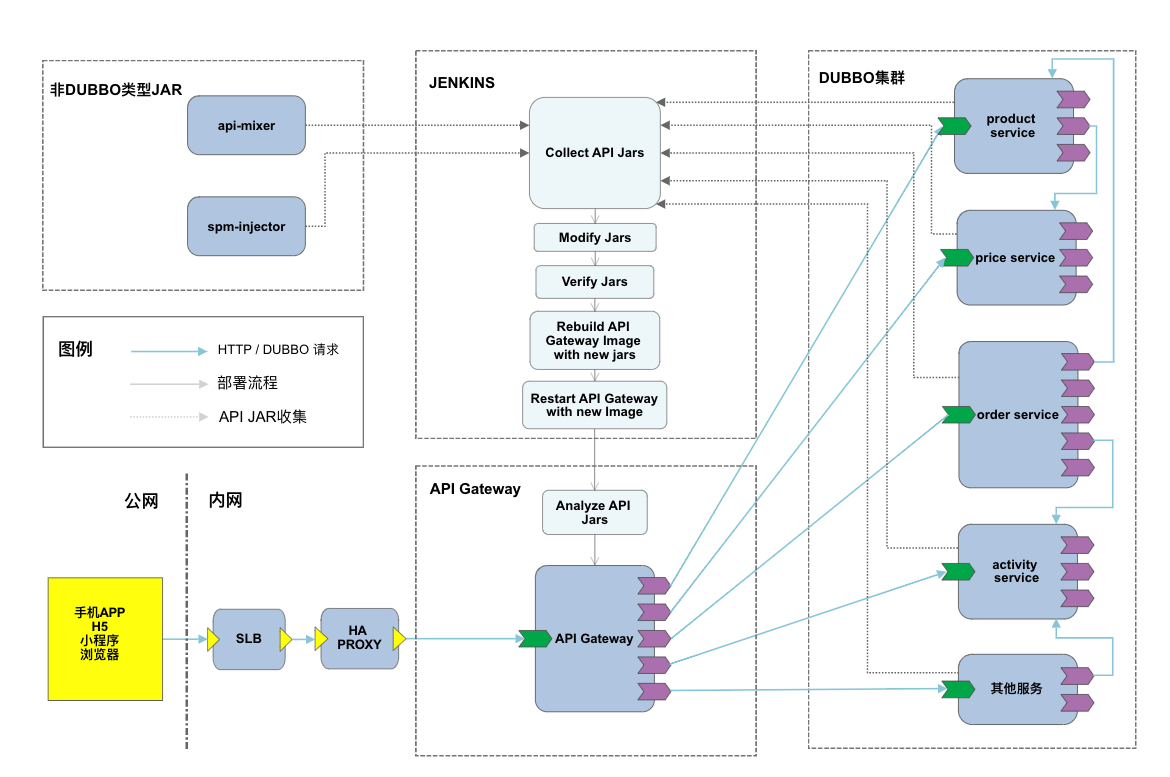 非DUBBO类型JAR
api-mixer
spm-injector
JENKINS
Collect API Jars
Modify Jars
Verify Jars
Rebuild API
Gateway Image
with new jars
Restart API Gateway
with new Image
DUBBO集群
product
service
price service
order service
activity
service
其他服务
图例
HTTP / DUBBO 请求
部署流程
API JAR收集
公网
内网
手机APP
H5
小程序
浏览器
SLB
HA
PROXY
API Gateway
Analyze API
Jars
API Gateway